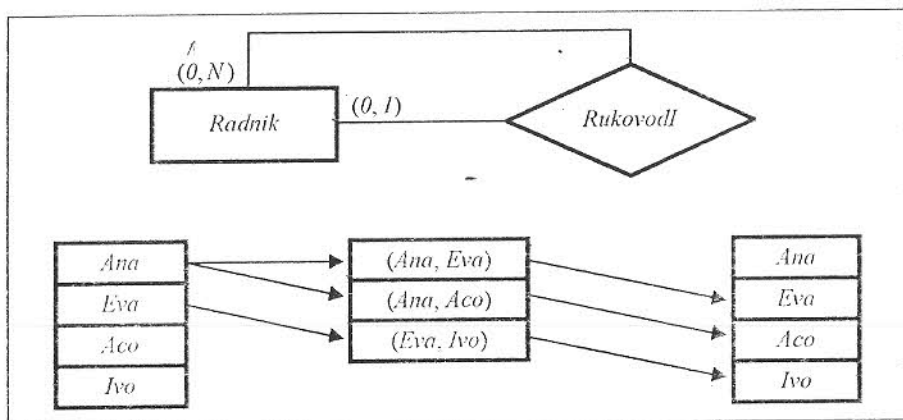 (0,N)
Radnik
(0,1)
RukovodI
Ana
Eva
Aco
Ivo
(Ana, Eva)
(Ana, Aco)
(Eva, Ivo)
Ana
Eva
Aco
Ivo